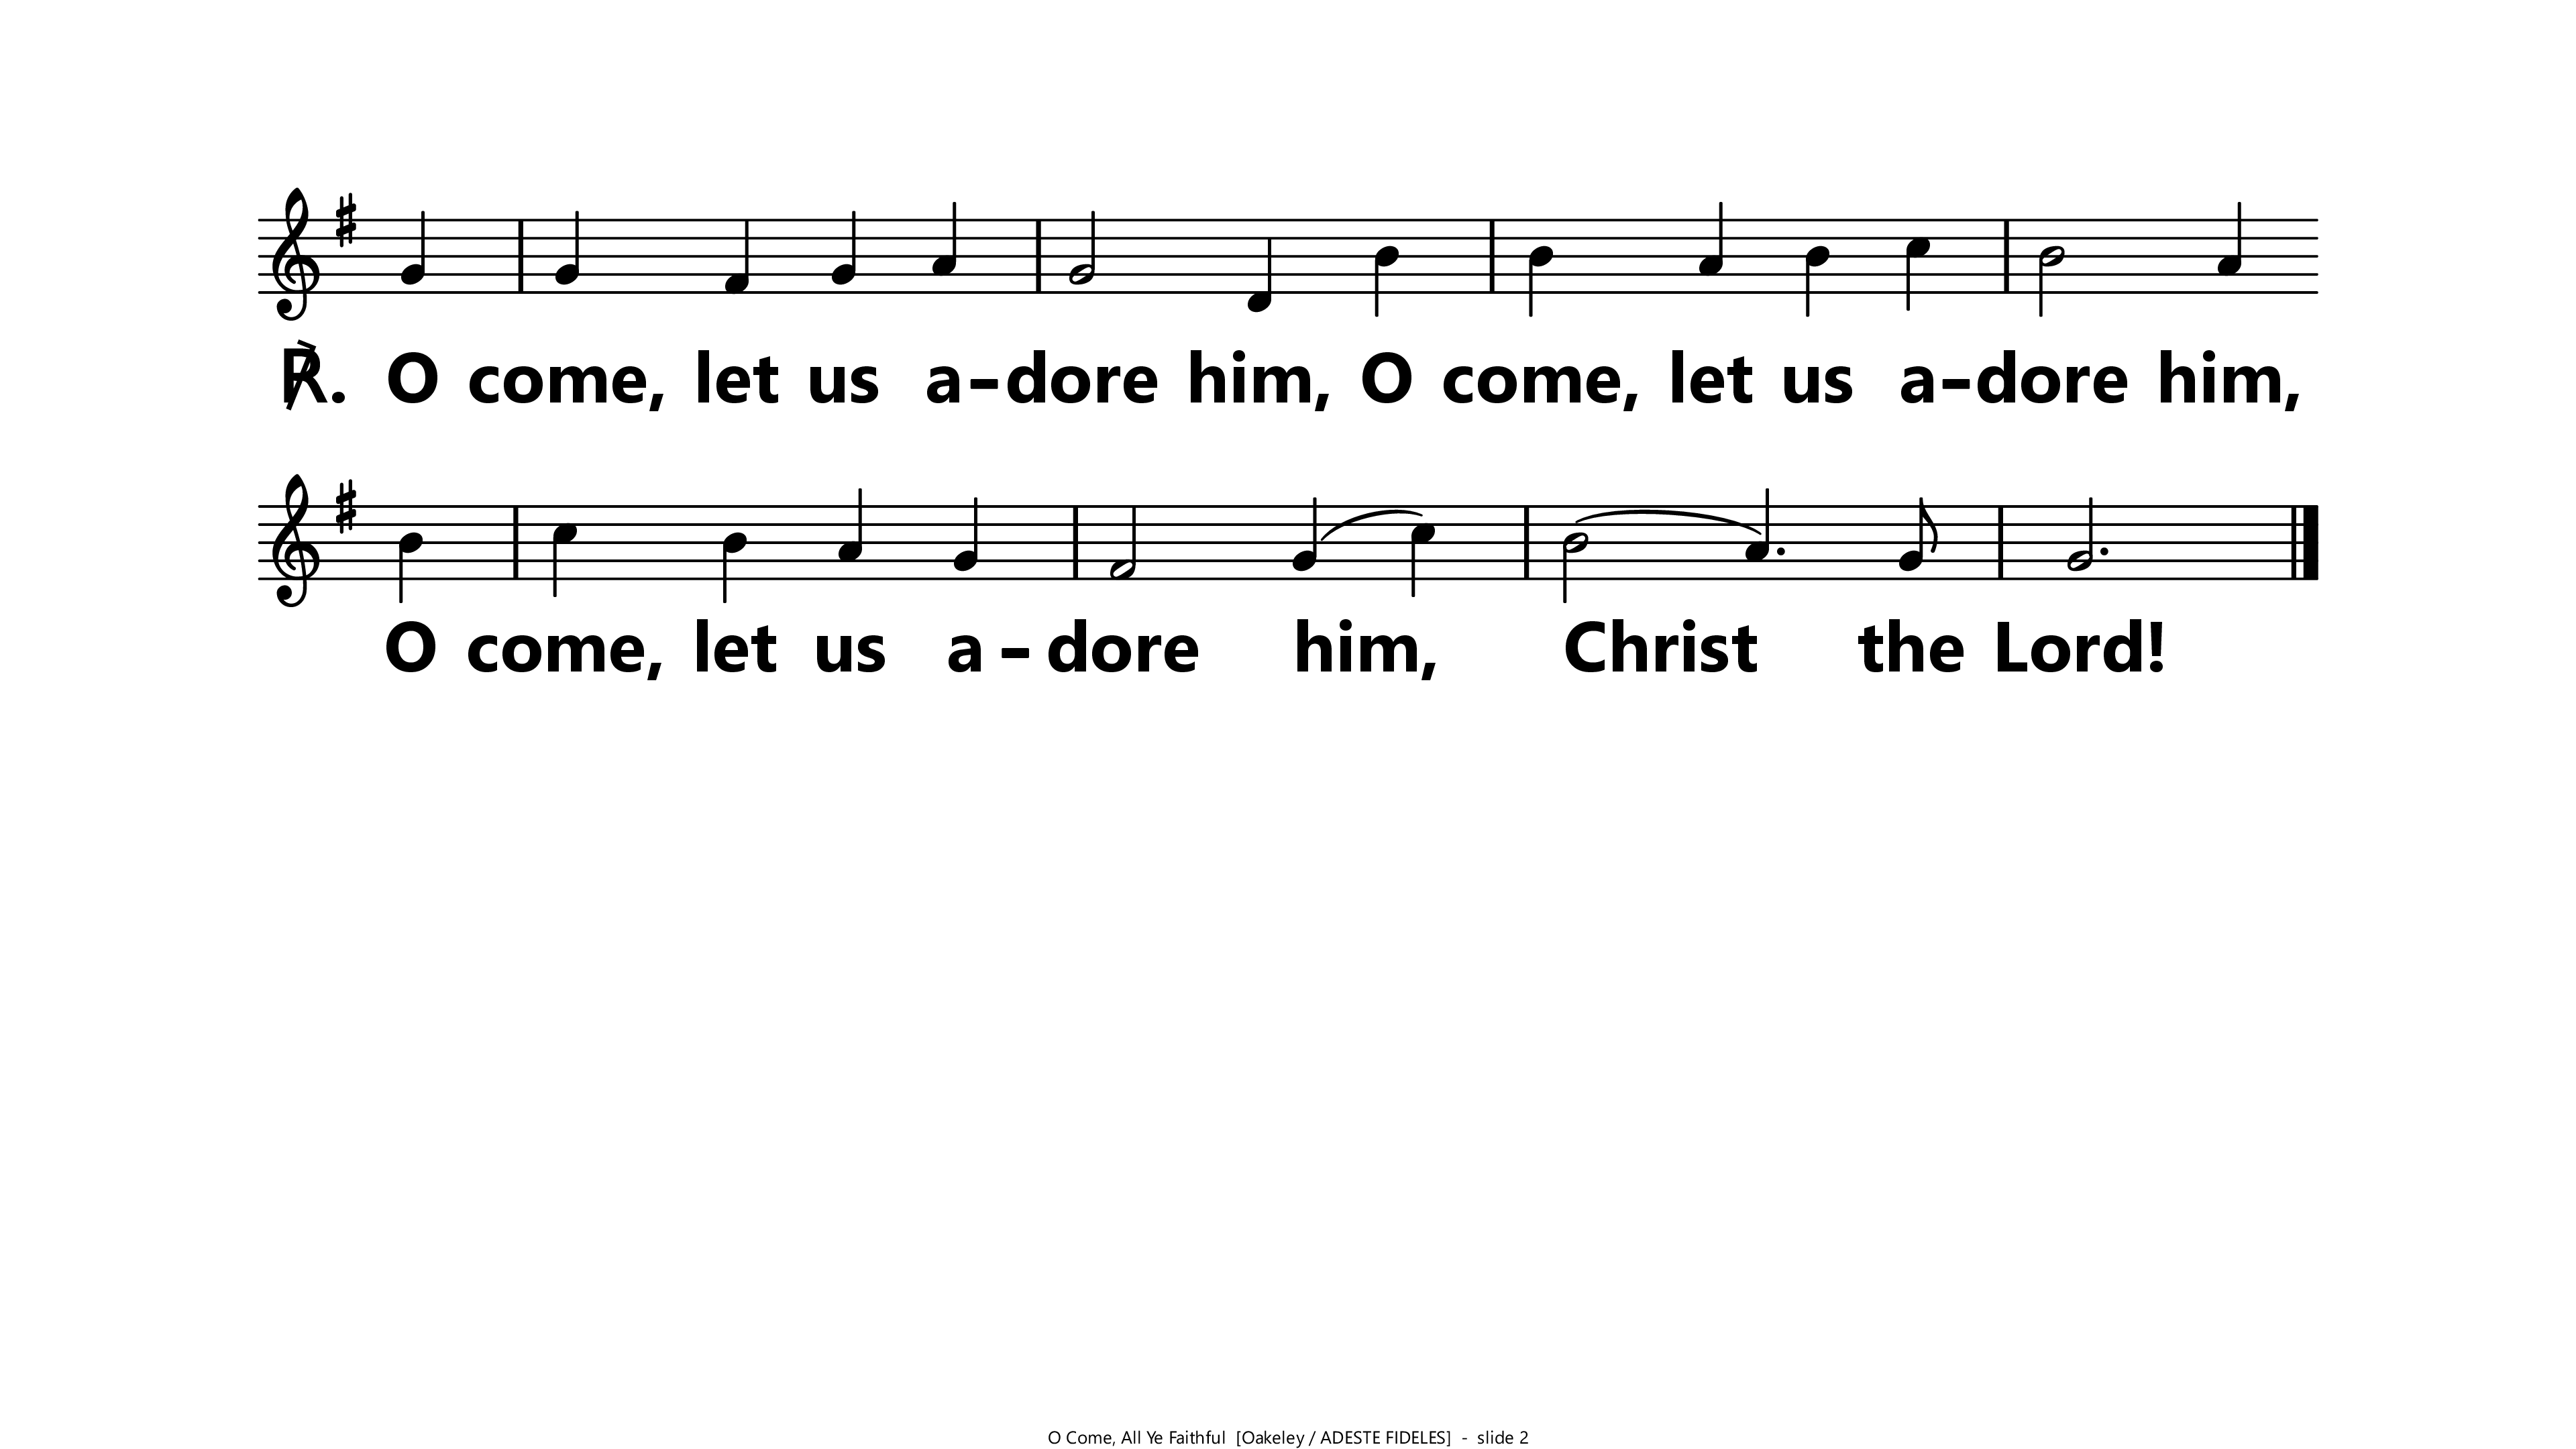 ℟. O come, let us a-dore him, O come, let us a-dore him,
O come, let us a-dore him, Christ the Lord!
O Come, All Ye Faithful [Oakeley / ADESTE FIDELES] - slide 2